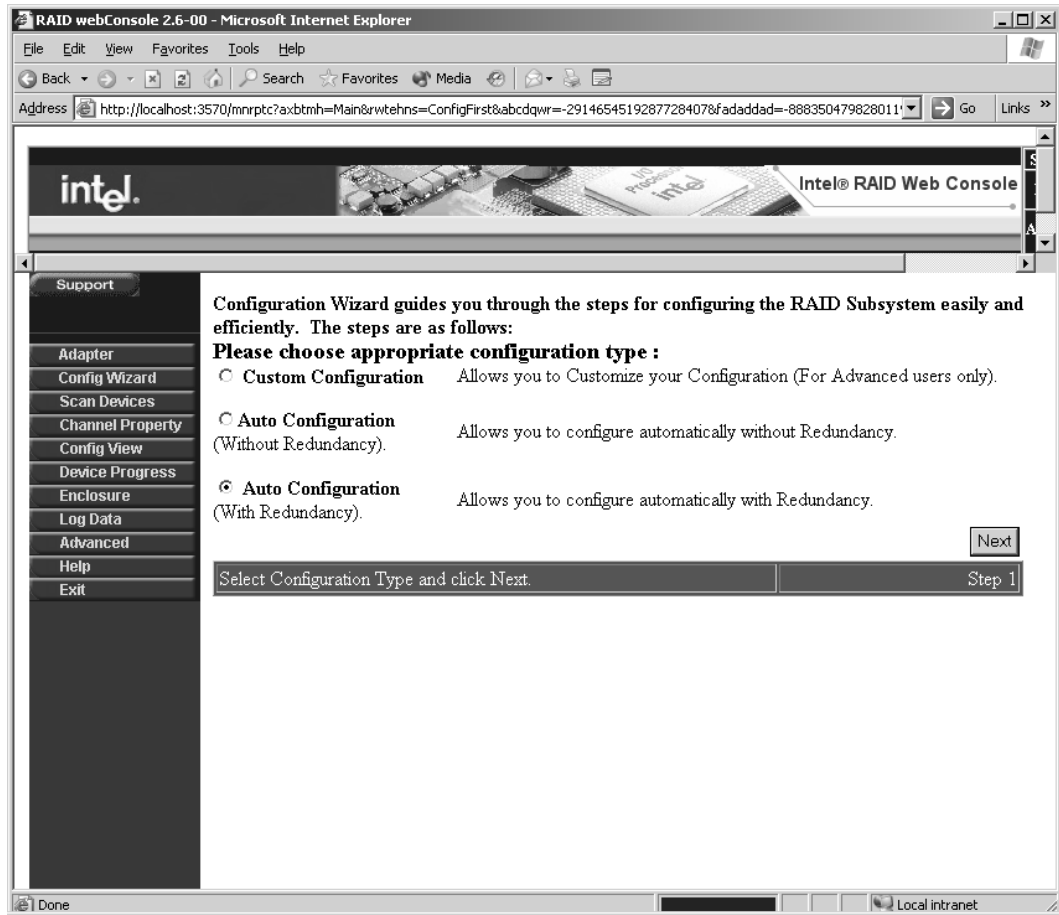 RAID webConsole 2.6-00 - Microsoft Internet Explorer
File Edit View Favorites Tools Help
Back Search Favorites Media
Address http://localhost:3570/mnrptc?axbtmh=Main&rwtehns=ConfigFirst&abcdqwr=-2914654519287728407&fadaddad=-888350479828011 Go Links »
intel.
I/O Processor intel
Intel® RAID Web Console
S
A
Support
Configuration Wizard guides you through the steps for configuring the RAID Subsystem easily and
efficiently. The steps are as follows:
Please choose appropriate configuration type :
Custom Configuration Allows you to Customize your Configuration (For Advanced users only).
Auto Configuration
(Without Redundancy). Allows you to configure automatically without Redundancy.
Auto Configuration
(With Redundancy). Allows you to configure automatically with Redundancy.
Next
Select Configuration Type and click Next. Step 1
Adapter
Config Wizard
Scan Devices
Channel Property
Config View
Device Progress
Enclosure
Log Data
Advanced
Help
Exit
Done Local intranet